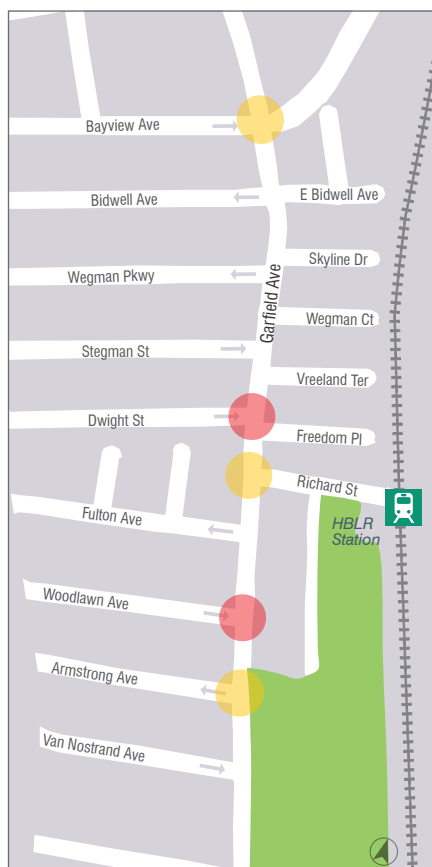 Bayview Ave
Bidwell Ave
E Bidwell Ave
Skyline Dr
Wegman Pkwy
Garfield Ave
Wegman Ct
Stegman St
Vreeland Ter
Dwight St
Freedom Pl
Richard St
Fulton Ave
HBLR
Station
Woodlawn Ave
Armstrong Ave
Van Nostrand Ave